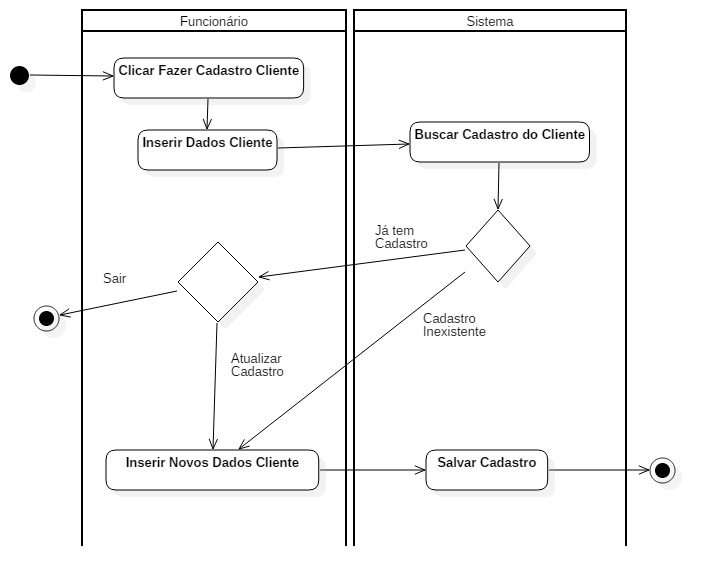 Funcionário
Sistema
Clicar Fazer Cadastro Cliente
Inserir Dados Cliente
Buscar Cadastro do Cliente
Já tem
Cadastro
Sair
Cadastro
Inexistente
Atualizar
Cadastro
Inserir Novos Dados Cliente
Salvar Cadastro